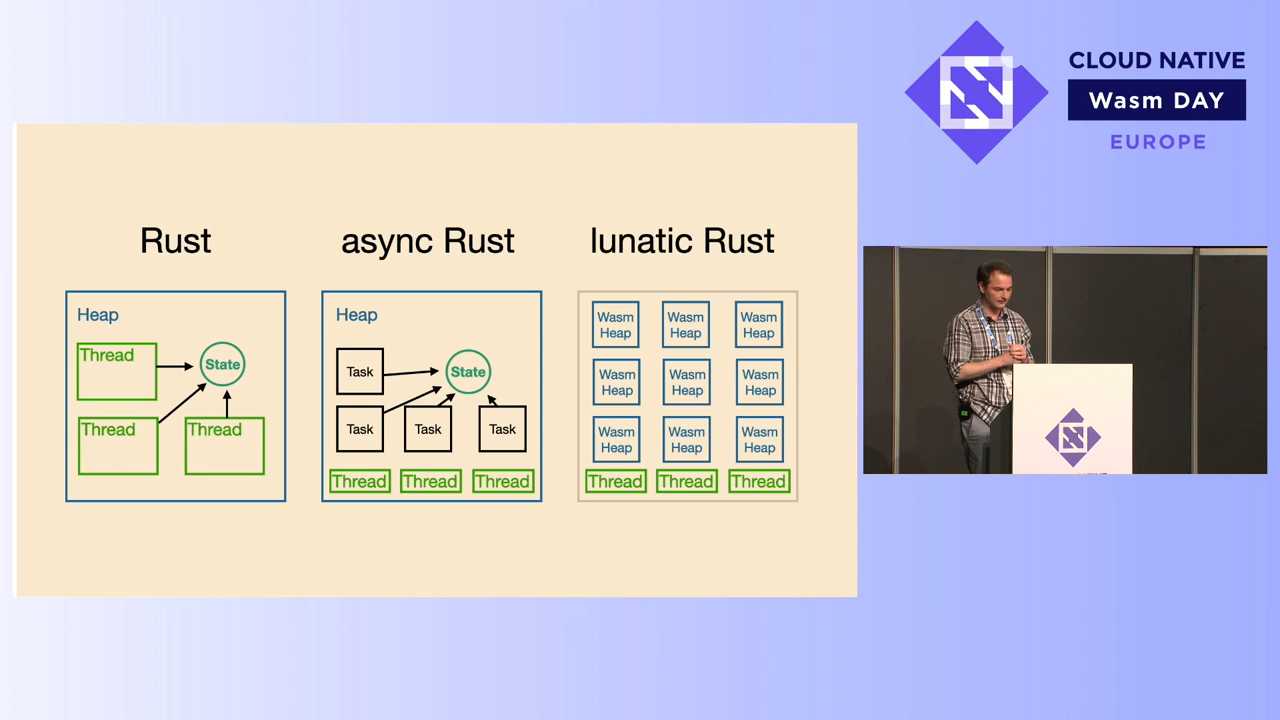 CLOUD NATIVE
Wasm DAY
EUROPE
Rust
Heap
Thread
State
Thread
Thread
async Rust
Heap
Task
State
Task
Task
Task
Thread
Thread
Thread
lunatic Rust
Wasm
Heap
Wasm
Heap
Wasm
Heap
Wasm
Heap
Wasm
Heap
Wasm
Heap
Wasm
Heap
Wasm
Heap
Wasm
Heap
Thread
Thread
Thread